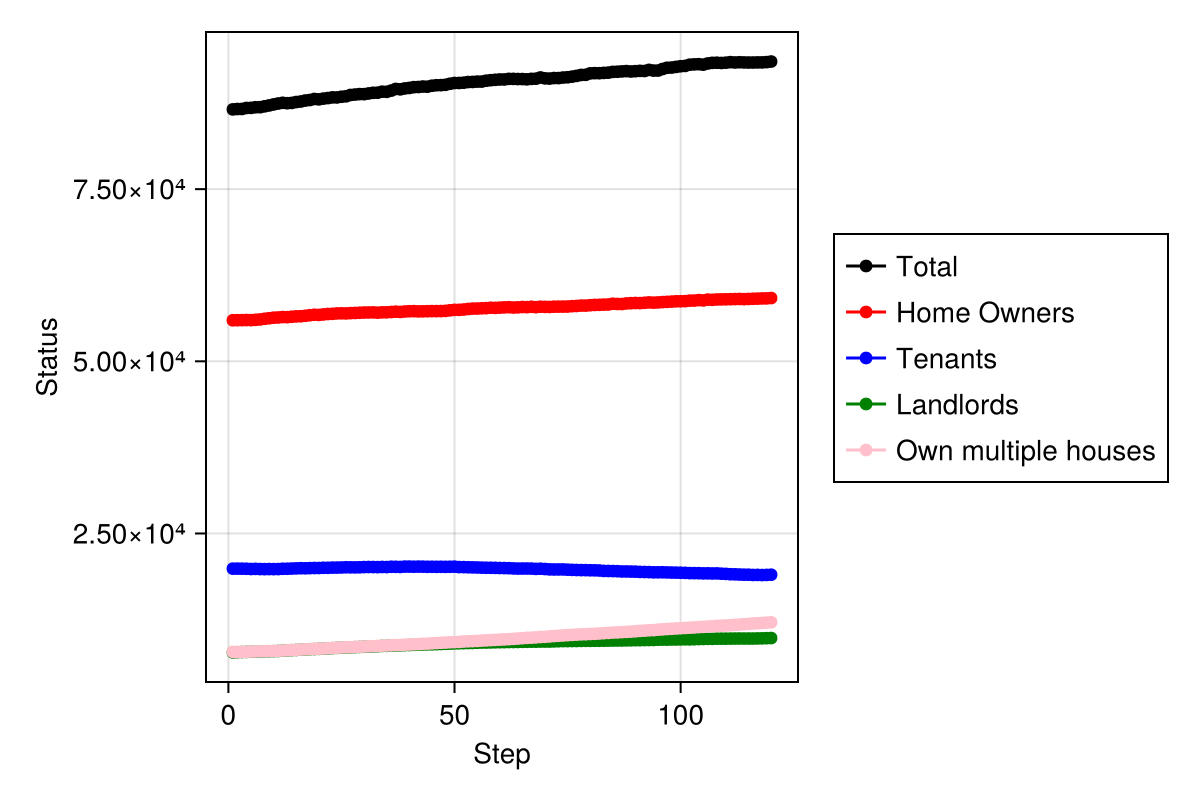 7.50×10⁴
5.00×10⁴
2.50×10⁴
Status
0 50 100
Step
Total
Home Owners
Tenants
Landlords
Own multiple houses